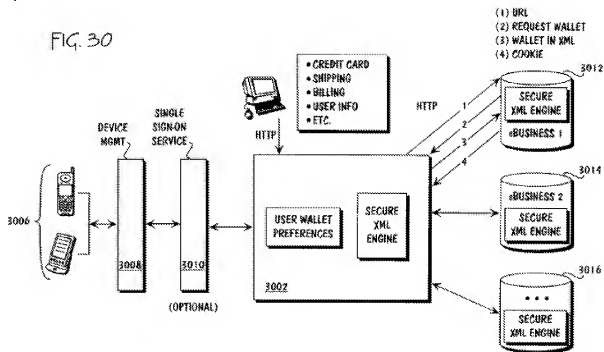 FIG. 30
(1) URL
(2) REQUEST WALLET
(3) WALLET IN XML
(4) COOKIE
• CREDIT CARD
• SHIPPING
• BILLING
• USER INFO
• ETC.
HTTP
HTTP
1
2
3
4
3012
SECURE
XML ENGINE
eBUSINESS 1
DEVICE
MGMT
SINGLE
SIGN-ON
SERVICE
3006
3008
3010
(OPTIONAL)
USER WALLET
PREFERENCES
SECURE
XML
ENGINE
3002
3014
eBUSINESS 2
SECURE
XML ENGINE
3016
• • •
SECURE
XML ENGINE